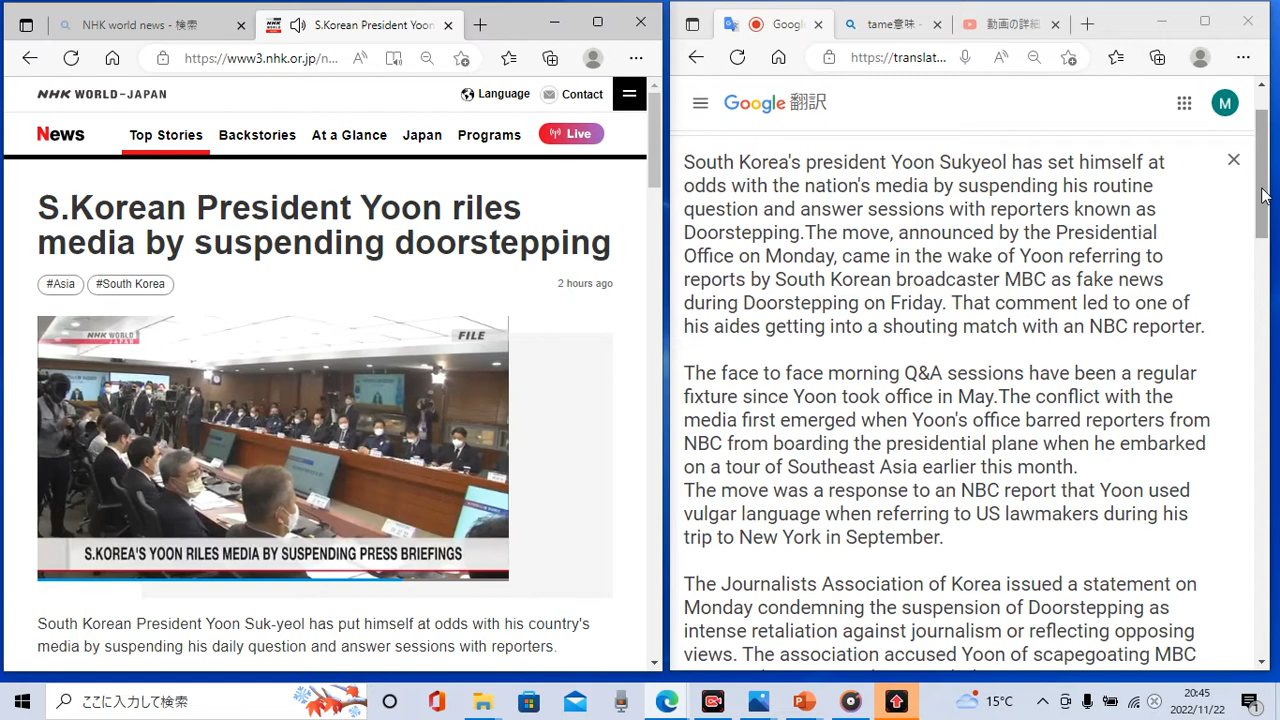 NHK world news - 検索
S.Korean President Yoon
https://www3.nhk.or.jp/n...
NHK WORLD-JAPAN
Language
Contact
News
Top Stories
Backstories
At a Glance
Japan
Programs
Live
S.Korean President Yoon riles
media by suspending doorstepping
#Asia
#South Korea
2 hours ago
NHK WORLD
JAPAN
FILE
S.KOREA'S YOON RILES MEDIA BY SUSPENDING PRESS BRIEFINGS
South Korean President Yoon Suk-yeol has put himself at odds with his country's
media by suspending his daily question and answer sessions with reporters.
Google
tame意味 -
動画の詳細
https://translat...
Google 翻訳
M
South Korea's president Yoon Sukyeol has set himself at
odds with the nation's media by suspending his routine
question and answer sessions with reporters known as
Doorstepping.The move, announced by the Presidential
Office on Monday, came in the wake of Yoon referring to
reports by South Korean broadcaster MBC as fake news
during Doorstepping on Friday. That comment led to one of
his aides getting into a shouting match with an NBC reporter.
The face to face morning Q&A sessions have been a regular
fixture since Yoon took office in May.The conflict with the
media first emerged when Yoon's office barred reporters from
NBC from boarding the presidential plane when he embarked
on a tour of Southeast Asia earlier this month.
The move was a response to an NBC report that Yoon used
vulgar language when referring to US lawmakers during his
trip to New York in September.
The Journalists Association of Korea issued a statement on
Monday condemning the suspension of Doorstepping as
intense retaliation against journalism or reflecting opposing
views. The association accused Yoon of scapegoating MBC
ここに入力して検索
15°C
20:45
2022/11/22